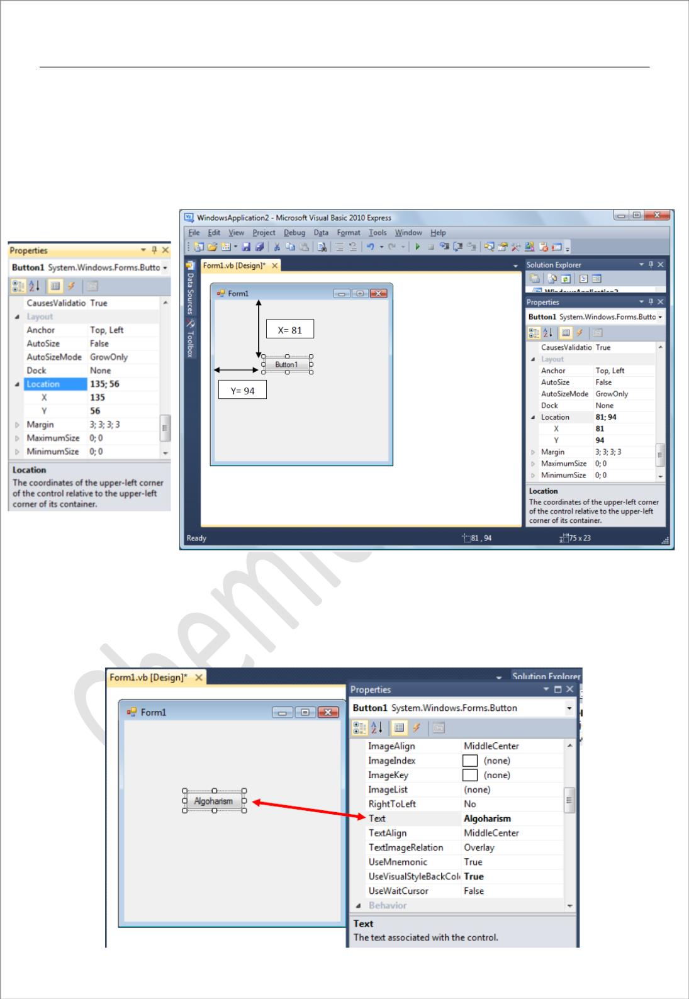 Properties
Button1 System.Windows.Forms.Butto
CausesValidatio True
Layout
Anchor Top, Left
AutoSize False
AutoSizeMode GrowOnly
Dock None
Location 135; 56
X 135
Y 56
Margin 3; 3; 3; 3
MaximumSize 0; 0
MinimumSize 0; 0
Location
The coordinates of the upper-left corner
of the control relative to the upper-left
corner of its container.
WindowsApplication2 - Microsoft Visual Basic 2010 Express
File Edit View Project Debug Data Format Tools Window Help
Form1.vb [Design]*
Data Sources
Toolbox
Form1
X= 81
Button1
Y= 94
Solution Explorer
WindowsApplication2
Properties
Button1 System.Windows.Forms.Butto
CausesValidatio True
Layout
Anchor Top, Left
AutoSize False
AutoSizeMode GrowOnly
Dock None
Location 81; 94
X 81
Y 94
Margin 3; 3; 3; 3
MaximumSize 0; 0
MinimumSize 0; 0
Location
The coordinates of the upper-left corner
of the control relative to the upper-left
corner of its container.
Ready 81 , 94 75 x 23
Form1.vb [Design]*
Solution Explorer
Form1
Algoharism
Properties
Button1 System.Windows.Forms.Button
ImageAlign MiddleCenter
ImageIndex (none)
ImageKey (none)
ImageList (none)
RightToLeft No
Text Algoharism
TextAlign MiddleCenter
TextImageRelation Overlay
UseMnemonic True
UseVisualStyleBackCol True
UseWaitCursor False
Behavior
Text
The text associated with the control.